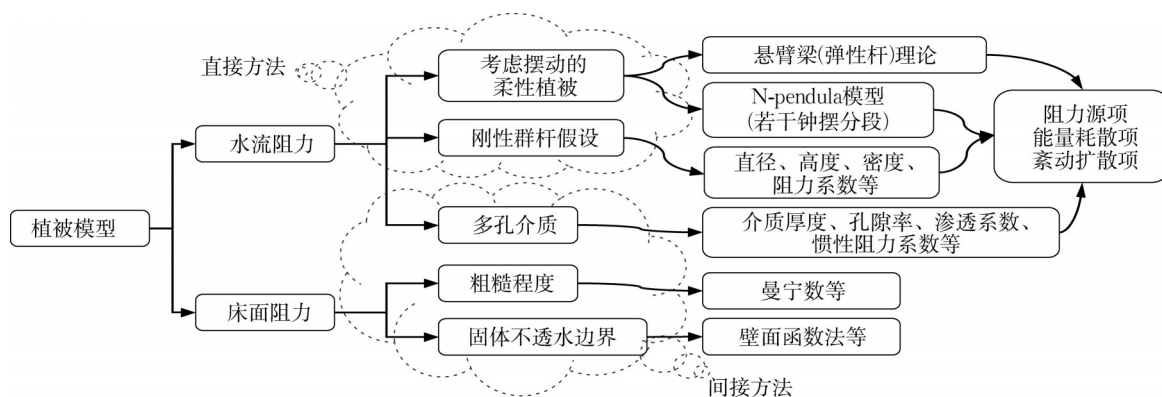 直接方法
考虑摆动的
柔性植被
悬臂梁(弹性杆)理论
N-pendula模型
(若干钟摆分段)
阻力源项
能量耗散项
紊动扩散项
水流阻力
刚性群杆假设
直径、高度、密度、
阻力系数等
植被模型
多孔介质
介质厚度、孔隙率、渗透系数、
惯性阻力系数等
粗糙程度
曼宁数等
床面阻力
固体不透水边界
壁面函数法等
间接方法